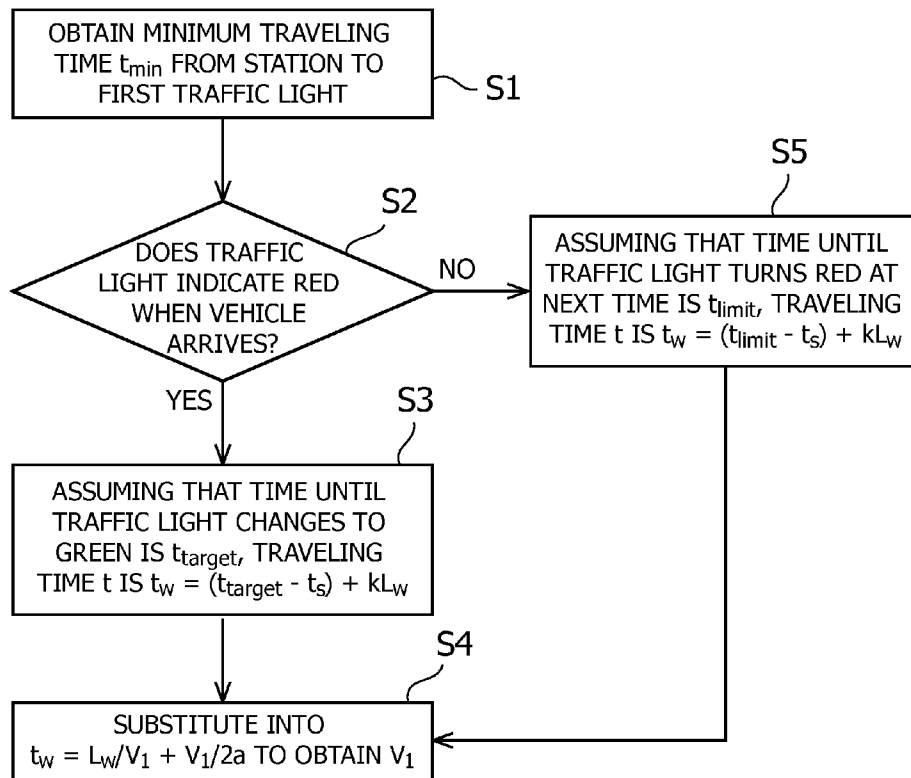 OBTAIN MINIMUM TRAVELING
TIME tmin FROM STATION TO
FIRST TRAFFIC LIGHT
S1
S2
DOES TRAFFIC
LIGHT INDICATE RED
WHEN VEHICLE
ARRIVES?
NO
YES
S5
ASSUMING THAT TIME UNTIL
TRAFFIC LIGHT TURNS RED AT
NEXT TIME IS tlimit, TRAVELING
TIME t IS tw = (tlimit - ts) + kLw
S3
ASSUMING THAT TIME UNTIL
TRAFFIC LIGHT CHANGES TO
GREEN IS ttarget, TRAVELING
TIME t IS tw = (ttarget - ts) + kLw
S4
SUBSTITUTE INTO
tw = Lw/V1 + V1/2a TO OBTAIN V1